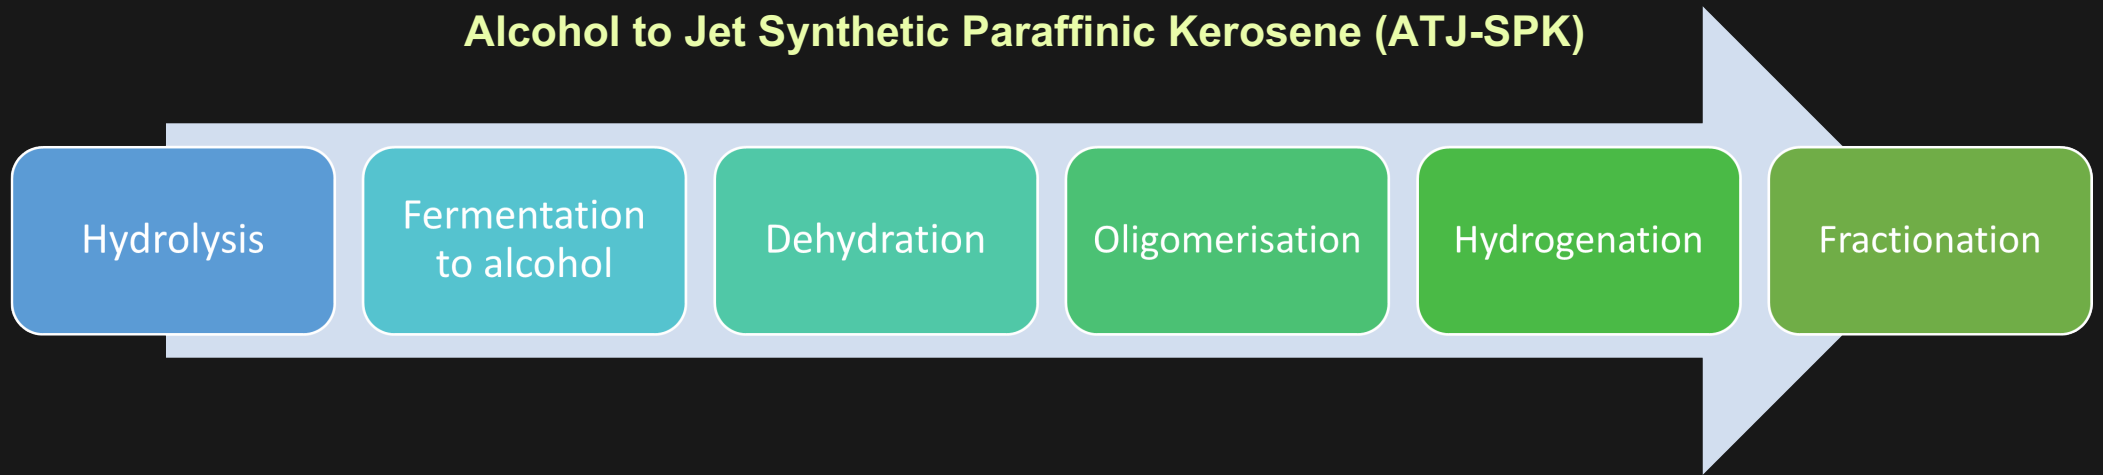 Alcohol to Jet Synthetic Paraffinic Kerosene (ATJ-SPK)
Hydrolysis
Fermentation
to alcohol
Dehydration
Oligomerisation
Hydrogenation
Fractionation